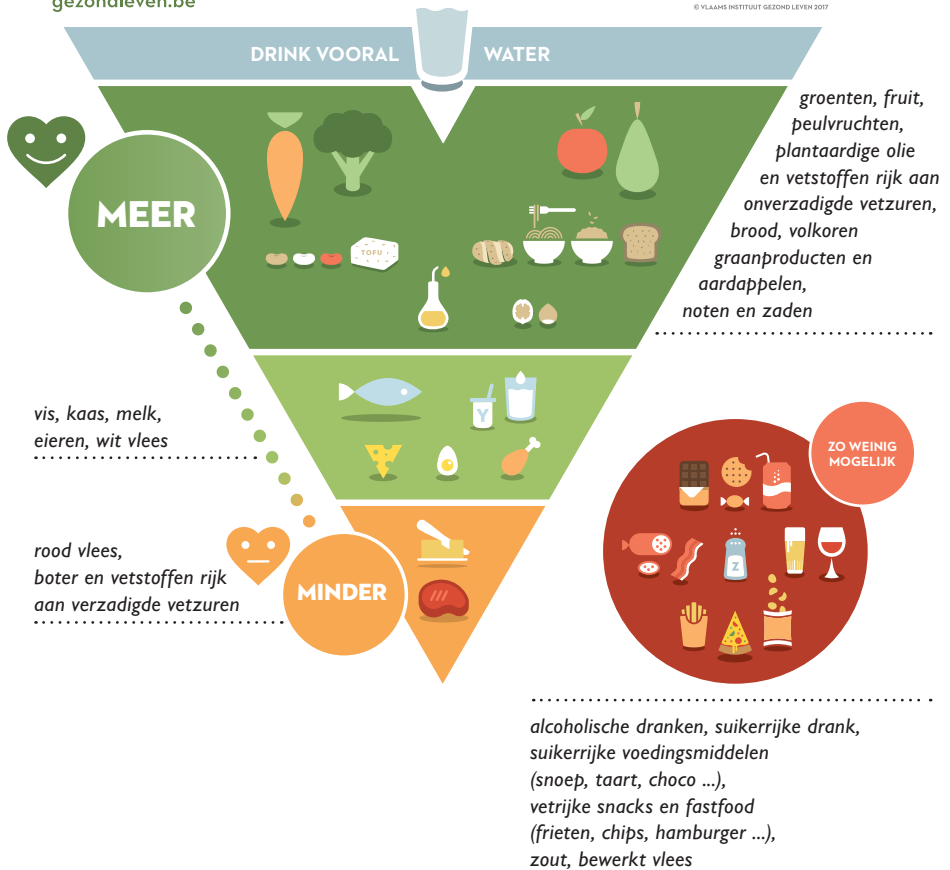 gezondleven.be
© VLAAMS INSTITUUT GEZOND LEVEN 2017
DRINK VOORAL WATER
groenten, fruit,
peulvruchten,
plantaardige olie
en vetstoffen rijk aan
onverzadigde vetzuren,
brood, volkoren
graanproducten en
aardappelen,
noten en zaden
MEER
TOFU
vis, kaas, melk,
eieren, wit vlees
Y
ZO WEINIG
MOGELIJK
rood vlees,
boter en vetstoffen rijk
aan verzadigde vetzuren
MINDER
Z
alcoholische dranken, suikerrijke drank,
suikerrijke voedingsmiddelen
(snoep, taart, choco ...),
vetrijke snacks en fastfood
(frieten, chips, hamburger ...),
zout, bewerkt vlees